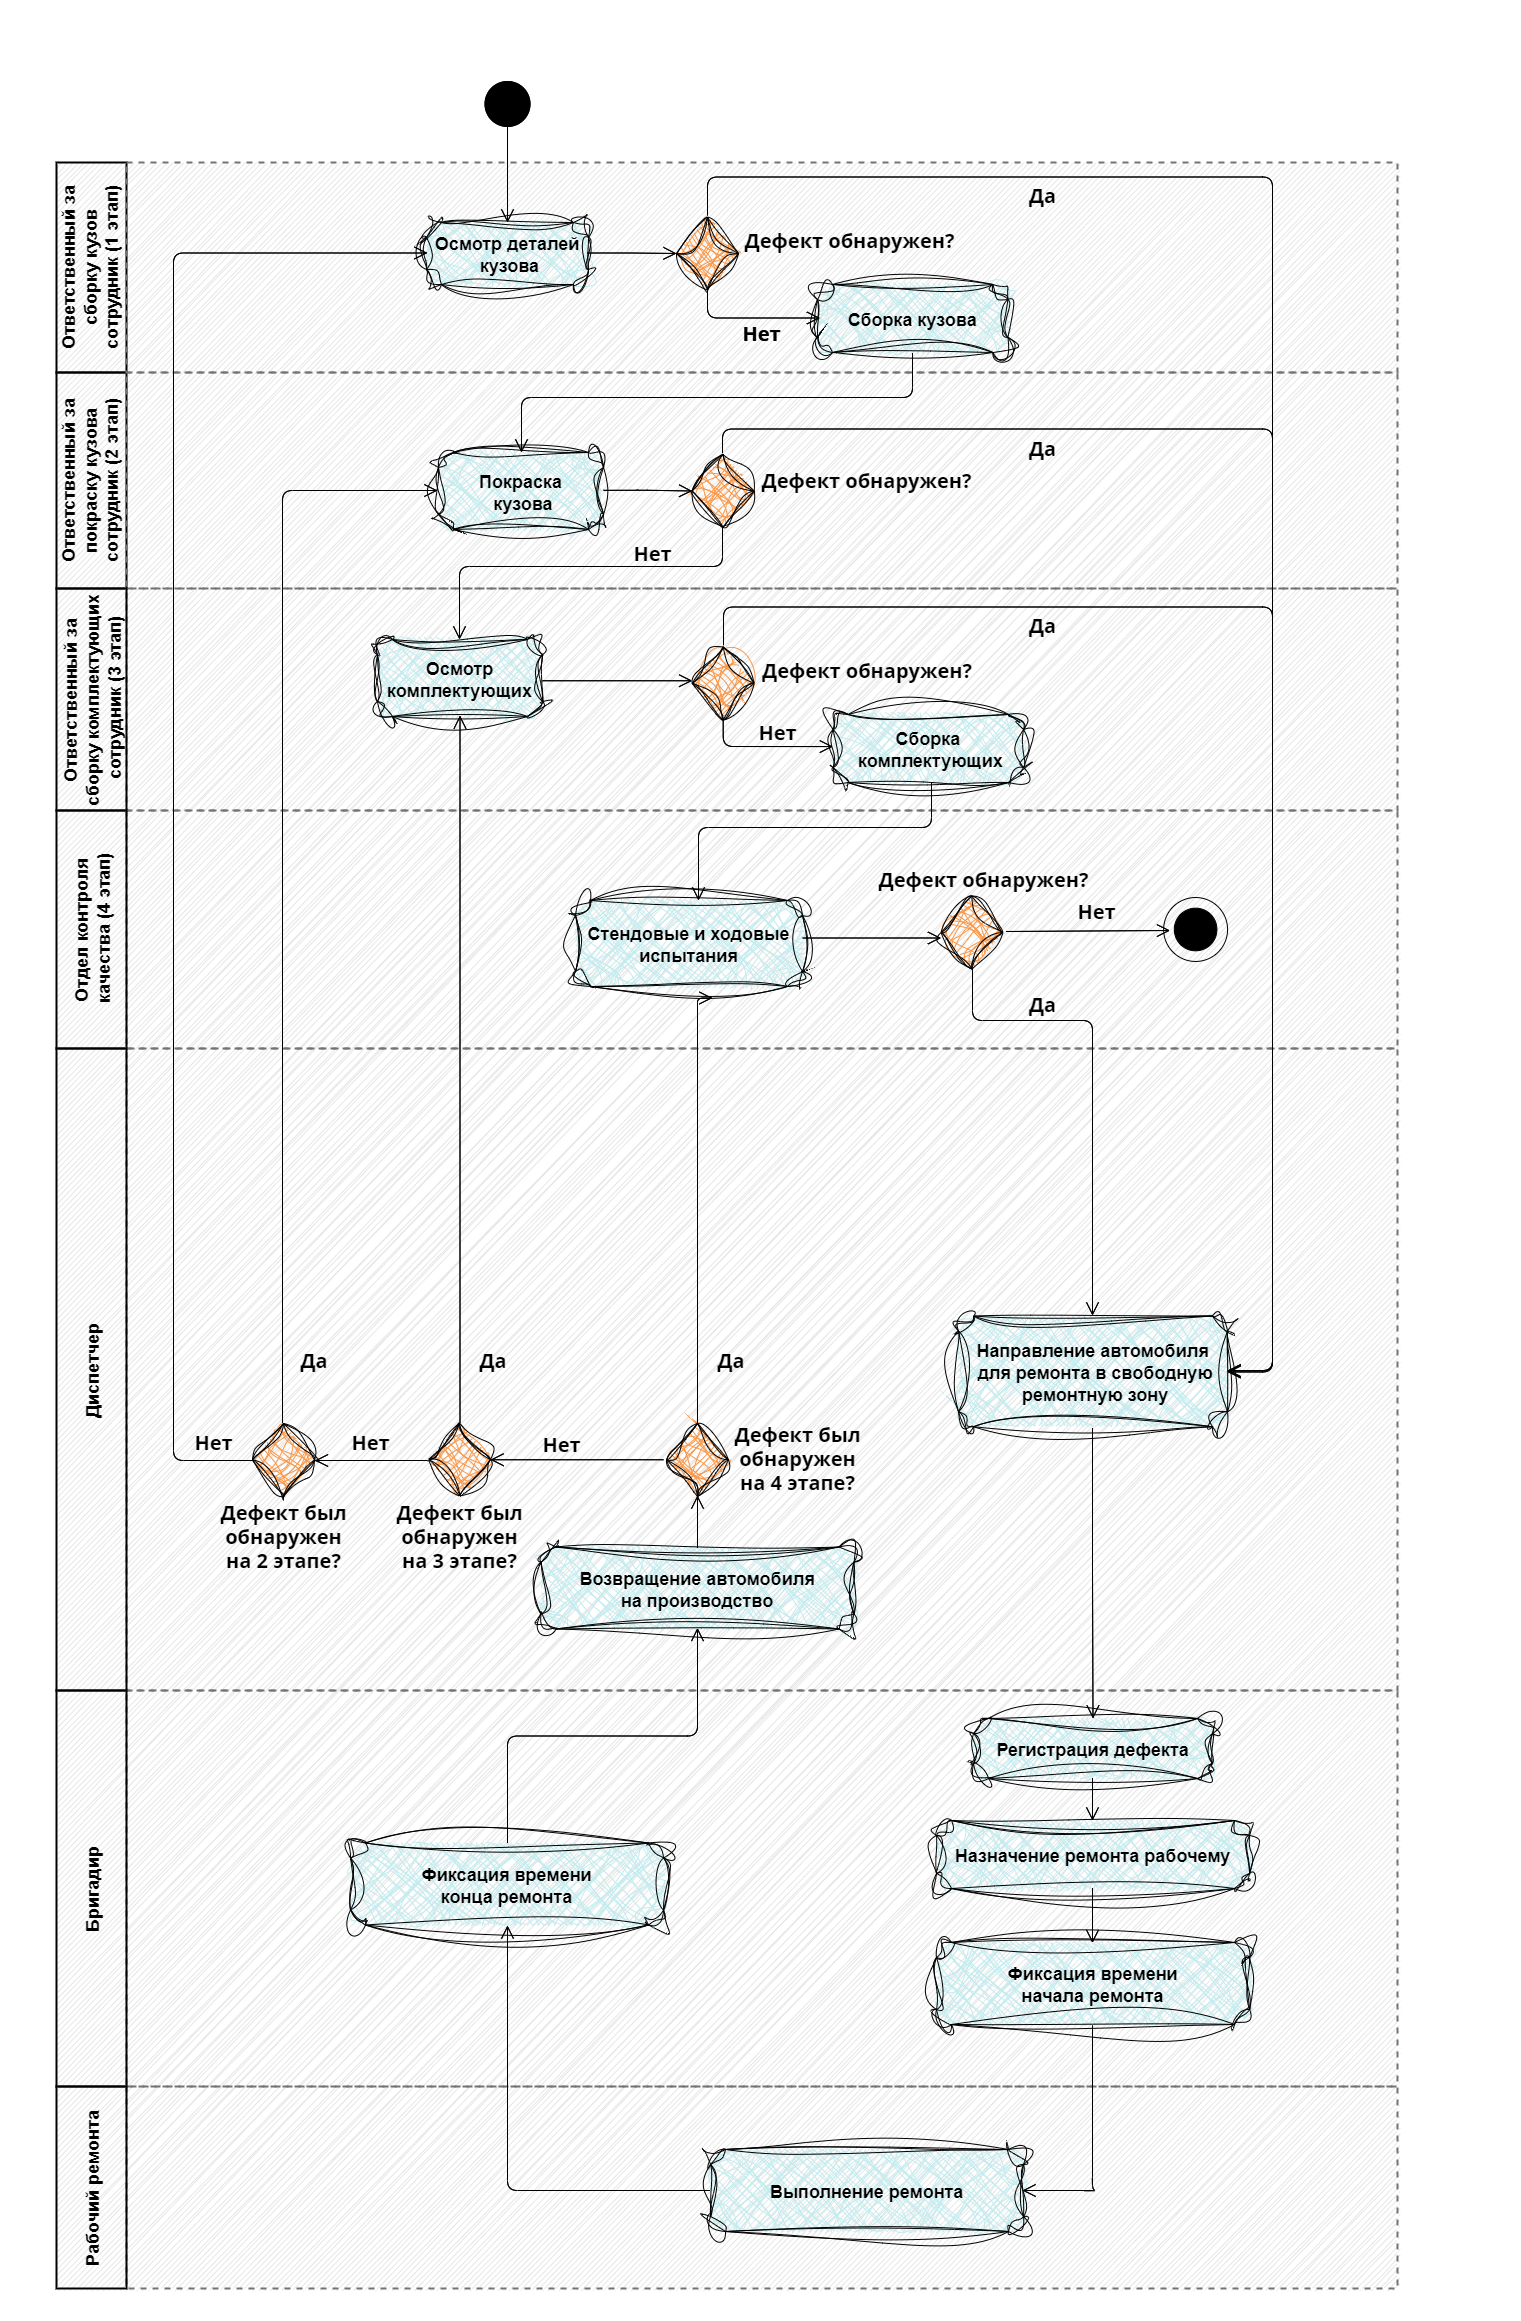 Ответственный за
сборку кузов
сотрудник (1 этап)
Да
Осмотр деталей
кузова
Дефект обнаружен?
Сборка кузова
Нет
Ответственный за
покраску кузова
сотрудник (2 этап)
Да
Покраска
кузова
Дефект обнаружен?
Нет
Ответственный за
сборку комплектующих
сотрудник (3 этап)
Да
Осмотр
комплектующих
Дефект обнаружен?
Нет
Сборка
комплектующих
Отдел контроля
качества (4 этап)
Дефект обнаружен?
Нет
Стендовые и ходовые
испытания
Да
Диспетчер
Да
Да
Да
Направление автомобиля
для ремонта в свободную
ремонтную зону
Нет
Нет
Нет
Дефект был
обнаружен
на 4 этапе?
Дефект был
обнаружен
на 2 этапе?
Дефект был
обнаружен
на 3 этапе?
Возвращение автомобиля
на производство
Бригадир
Регистрация дефекта
Назначение ремонта рабочему
Фиксация времени
конца ремонта
Фиксация времени
начала ремонта
Рабочий ремонта
Выполнение ремонта